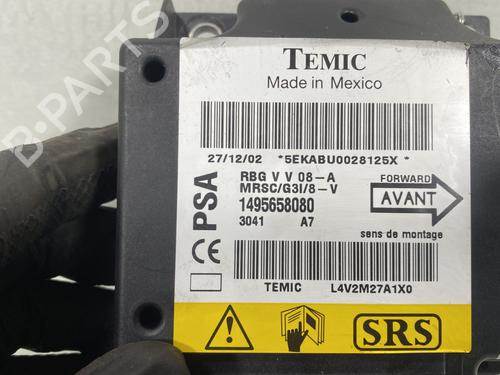 TEMIC
Made in Mexico
27/12/02 *5EKABU0028125X *
PSA
RBG V V 08-A
MRSC/G3I/8-V
1495658080
3041 A7
FORWARD
AVANT
sens de montage
CE
TEMIC L4V2M27A1X0
SRS
B-PARTS